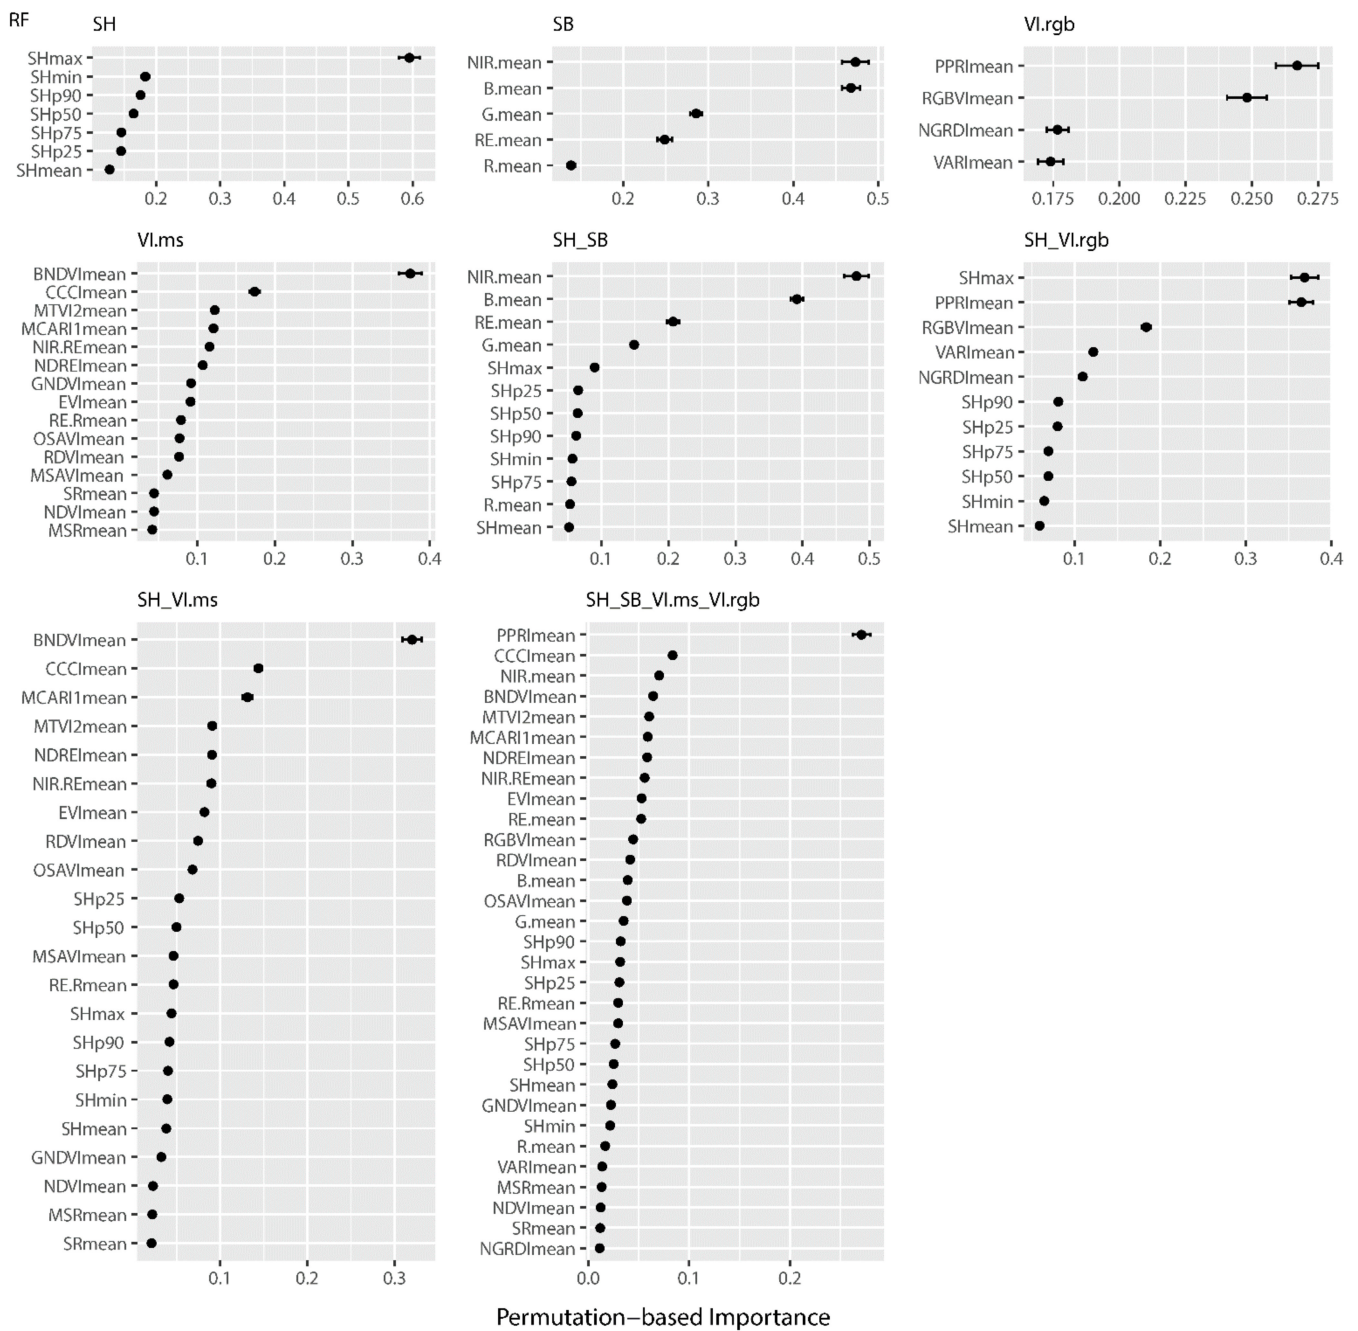 RF
SH
SHmax
SHmin
SHp90
SHp50
SHp75
SHp25
SHmean
0.2 0.3 0.4 0.5 0.6
SB
NIR.mean
B.mean
G.mean
RE.mean
R.mean
0.2 0.3 0.4 0.5
VI.rgb
PPRImean
RGBVImean
NGRDImean
VARImean
0.175 0.200 0.225 0.250 0.275
VI.ms
BNDVImean
CCCImean
MTVI2mean
MCARI1mean
NIR.REmean
NDREImean
GNDVImean
EVImean
RE.Rmean
OSAVImean
RDVImean
MSAVImean
SRmean
NDVImean
MSRmean
0.1 0.2 0.3 0.4
SH_SB
NIR.mean
B.mean
RE.mean
G.mean
SHmax
SHp25
SHp50
SHp90
SHmin
SHp75
R.mean
SHmean
0.1 0.2 0.3 0.4 0.5
SH_VI.rgb
SHmax
PPRImean
RGBVImean
VARImean
NGRDImean
SHp90
SHp25
SHp75
SHp50
SHmin
SHmean
0.1 0.2 0.3 0.4
SH_VI.ms
BNDVImean
CCCImean
MCARI1mean
MTVI2mean
NDREImean
NIR.REmean
EVImean
RDVImean
OSAVImean
SHp25
SHp50
MSAVImean
RE.Rmean
SHmax
SHp90
SHp75
SHmin
SHmean
GNDVImean
NDVImean
MSRmean
SRmean
0.1 0.2 0.3
SH_SB_VI.ms_VI.rgb
PPRImean
CCCImean
NIR.mean
BNDVImean
MTVI2mean
MCARI1mean
NDREImean
NIR.REmean
EVImean
RE.mean
RGBVImean
RDVImean
B.mean
OSAVImean
G.mean
SHp90
SHmax
SHp25
RE.Rmean
MSAVImean
SHp75
SHp50
SHmean
GNDVImean
SHmin
R.mean
VARImean
MSRmean
NDVImean
SRmean
NGRDImean
0.0 0.1 0.2
Permutation−based Importance